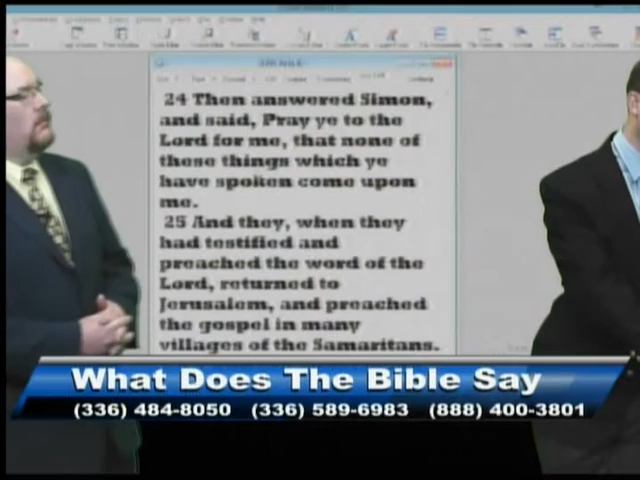 24 Then answered Simon,
and said, Pray ye to the
Lord for me, that none of
these things which ye
have spoken come upon
me.
25 And they, when they
had testified and
preached the word of the
Lord, returned to
Jerusalem, and preached
the gospel in many
villages of the Samaritans.
What Does The Bible Say
(336) 484-8050 (336) 589-6983 (888) 400-3801